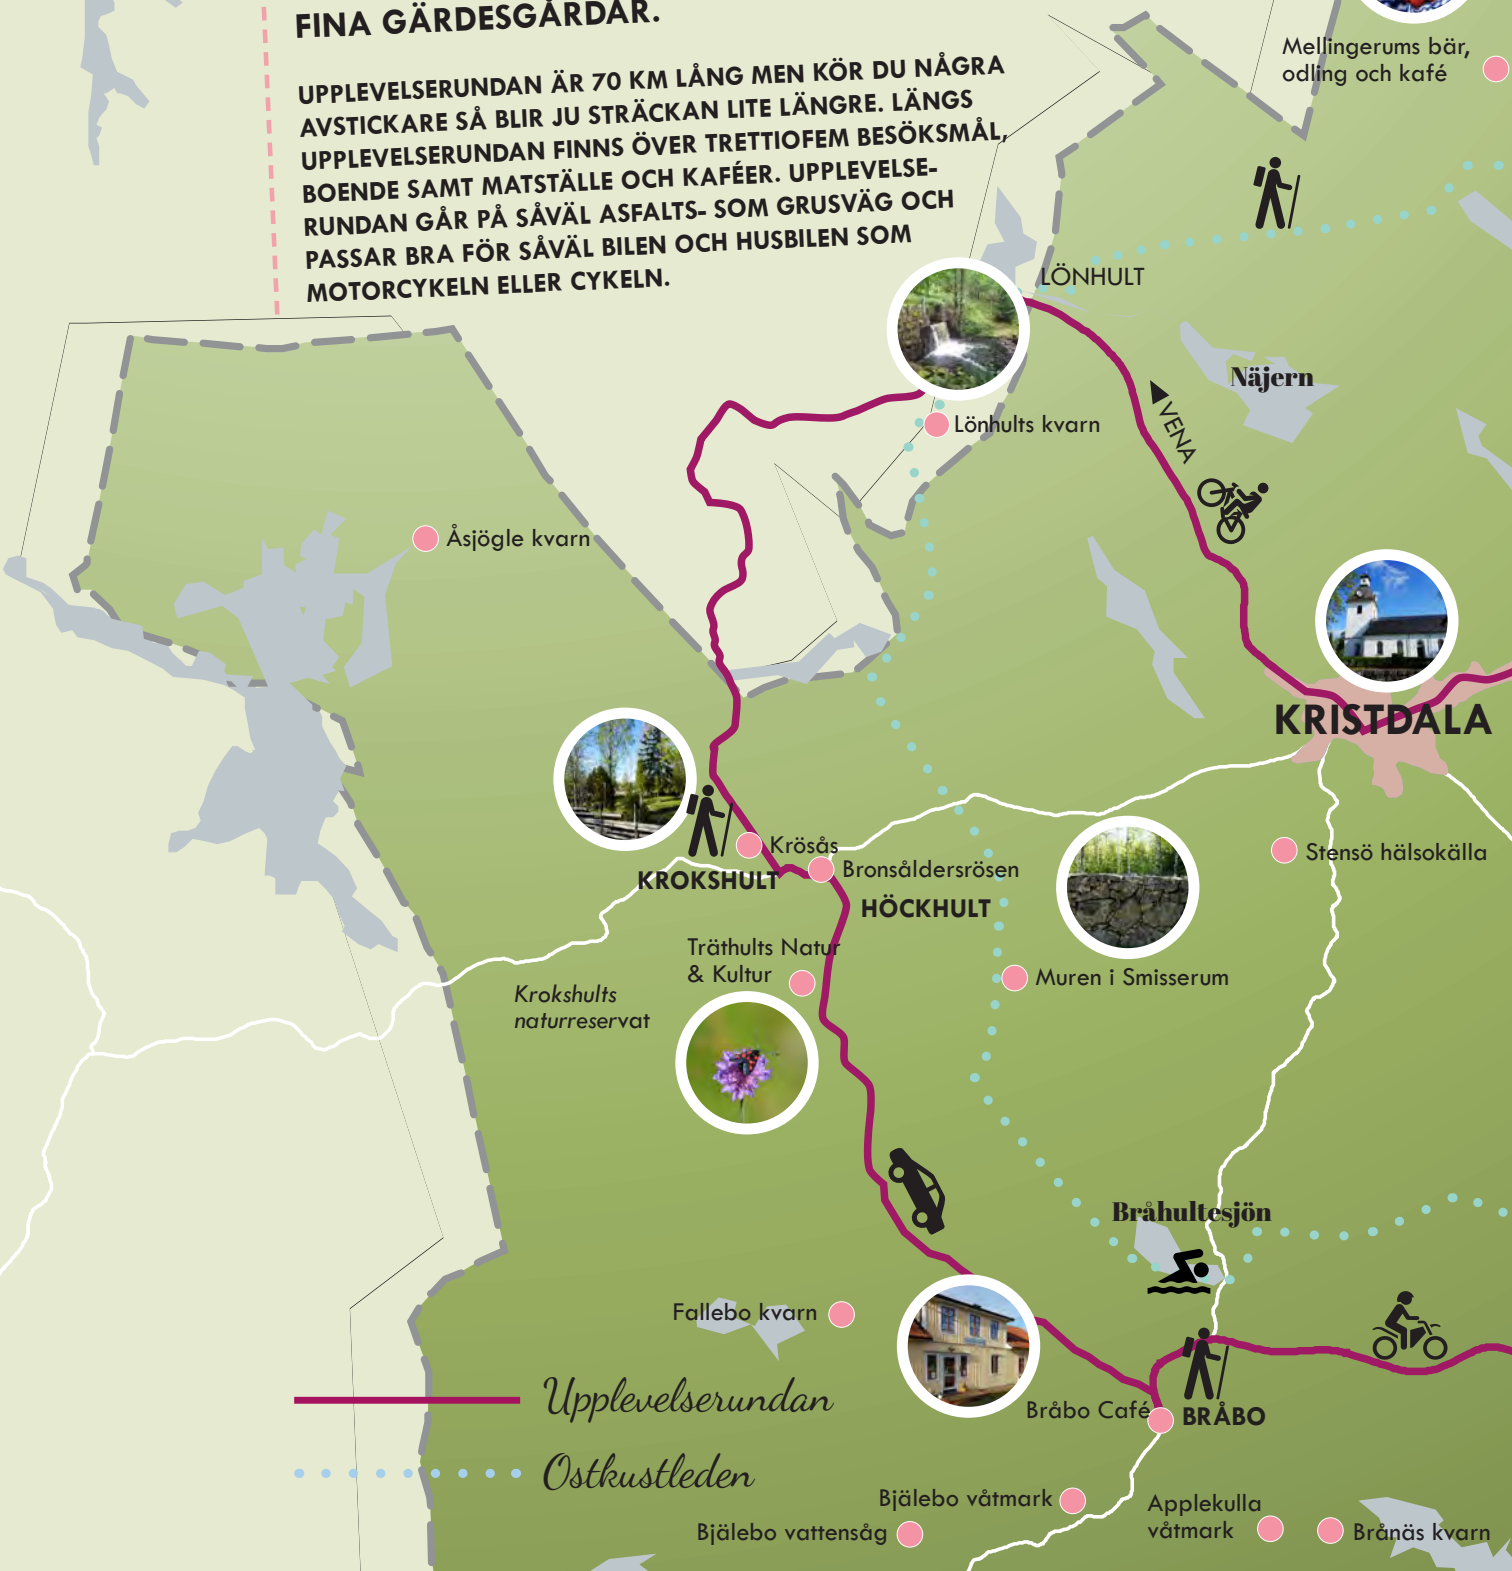 FINA GÄRDESGÅRDAR.
UPPLEVELSERUNDAN ÄR 70 KM LÅNG MEN KÖR DU NÅGRA
AVSTICKARE SÅ BLIR JU STRÄCKAN LITE LÄNGRE. LÄNGS
UPPLEVELSERUNDAN FINNS ÖVER TRETTIOFEM BESÖKSMÅL,
BOENDE SAMT MATSTÄLLE OCH KAFÉER. UPPLEVELSE-
RUNDAN GÅR PÅ SÅVÄL ASFALTS- SOM GRUSVÄG OCH
PASSAR BRA FÖR SÅVÄL BILEN OCH HUSBILEN SOM
MOTORCYKELN ELLER CYKELN.
Mellingerums bär,
odling och kafé
LÖNHULT
Näjern
VENA
Lönhults kvarn
Åsjögle kvarn
KRISTDALA
Krösås
Bronsåldersrösen
KROKSHULT
HÖCKHULT
Stensö hälsokälla
Träthults Natur
& Kultur
Muren i Smisserum
Krokshults
naturreservat
Bråhultesjön
Fallebo kvarn
Upplevelserundan
Bråbo Café
BRÅBO
Ostkustleden
Bjälebo våtmark
Bjälebo vattensåg
Applekulla
våtmark
Brånäs kvarn